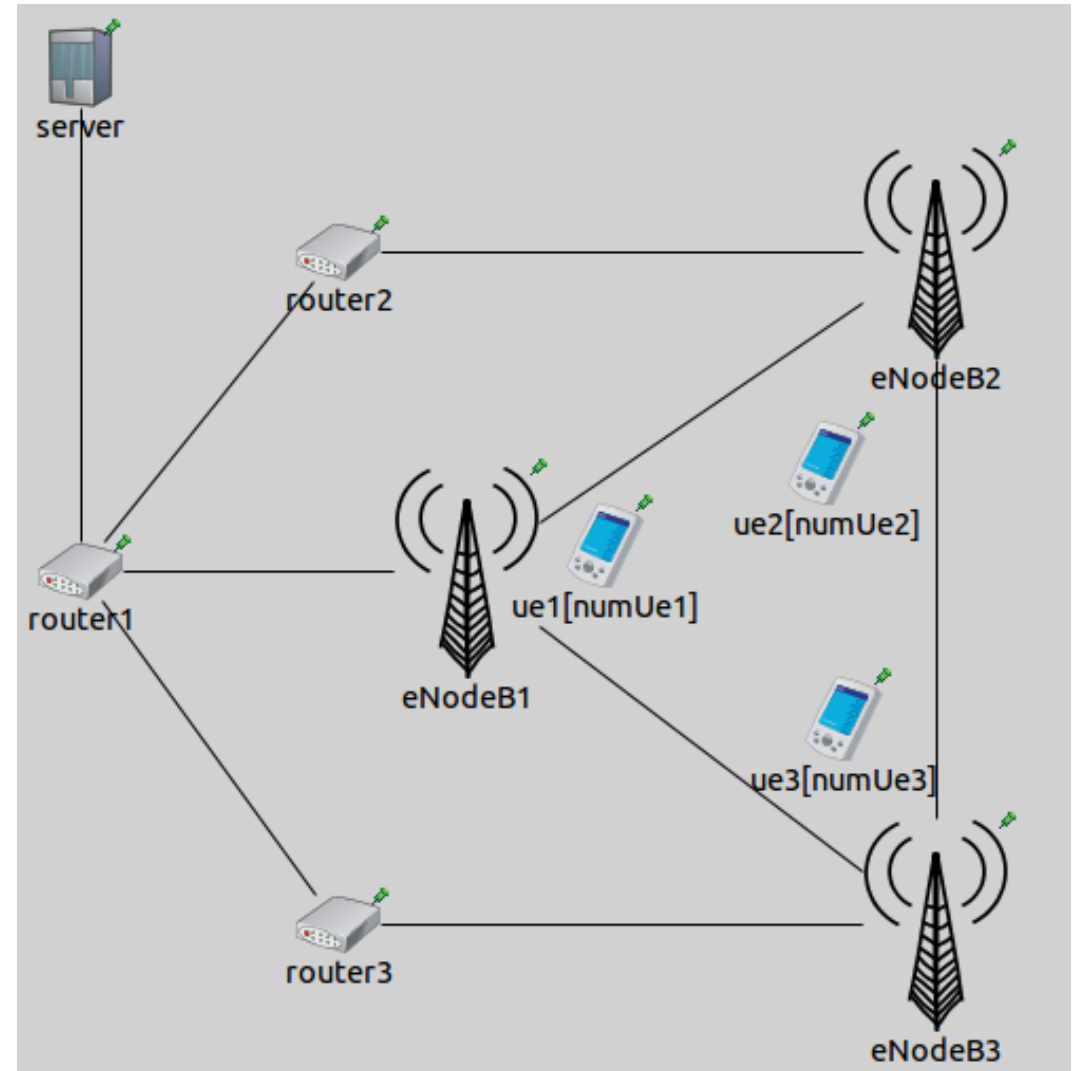 server
router2
eNodeB2
ue2[numUe2]
ue1[numUe1]
router1
eNodeB1
ue3[numUe3]
router3
eNodeB3